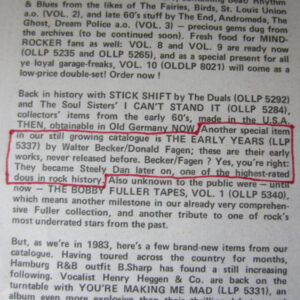 & Blues from the likes of The Fairies, Birds, St. Louis Union
a.o. (VOL. 2), and late 60's stuff by The End, Andromeda, The
Ghost, Dream Police a.o. (VOL. 3) — precious gems dug from
the archives (to be continued soon). Fresh food for MIND-
ROCKER fans as well: VOL. 8 and VOL. 9 are ready now
(OLLP 5235 and OLLP 5265), and as a special present for all
ye loyal garage-freaks, VOL. 10 (OLDLP 8021) will come as a
low-price double-set! Order now!
Back in history with STICK SHIFT by The Duals (OLP 5292)
and The Soul Sisters' I CAN'T STAND IT (OLLP 5284),
collectors' items from the early 60's, made in the U.S.A.
THEN, obtainable in Old Germany NOW. Another special item
in our still growing catalogue is THE EARLY YEARS (LLP
5337) by Walter Becker/Donald Fagen; these are their early
works, never released before. Becker/Fagen? Yes, you're right:
They became Steely Dan later on, one of the highest-rated
duos in rock history. Also unknown to the public were — until
now — THE BOBBY FULLER TAPES, VOL. 1 (OLLP 5340),
which means another milestone in our already very comprehen-
sive Fuller collection, and another tribute to one of rock's
most underrated stars from the past.
But, as we're in 1983, here's a few brand-new items from our
catalogue. Having toured across the country for months,
Hamburg R&B outfit B.Sharp has found a still increasing
following. Vocalist Henry Heggen & Co. are back on the
turntable with YOU'RE MAKING ME MAD (LLP 5331), an